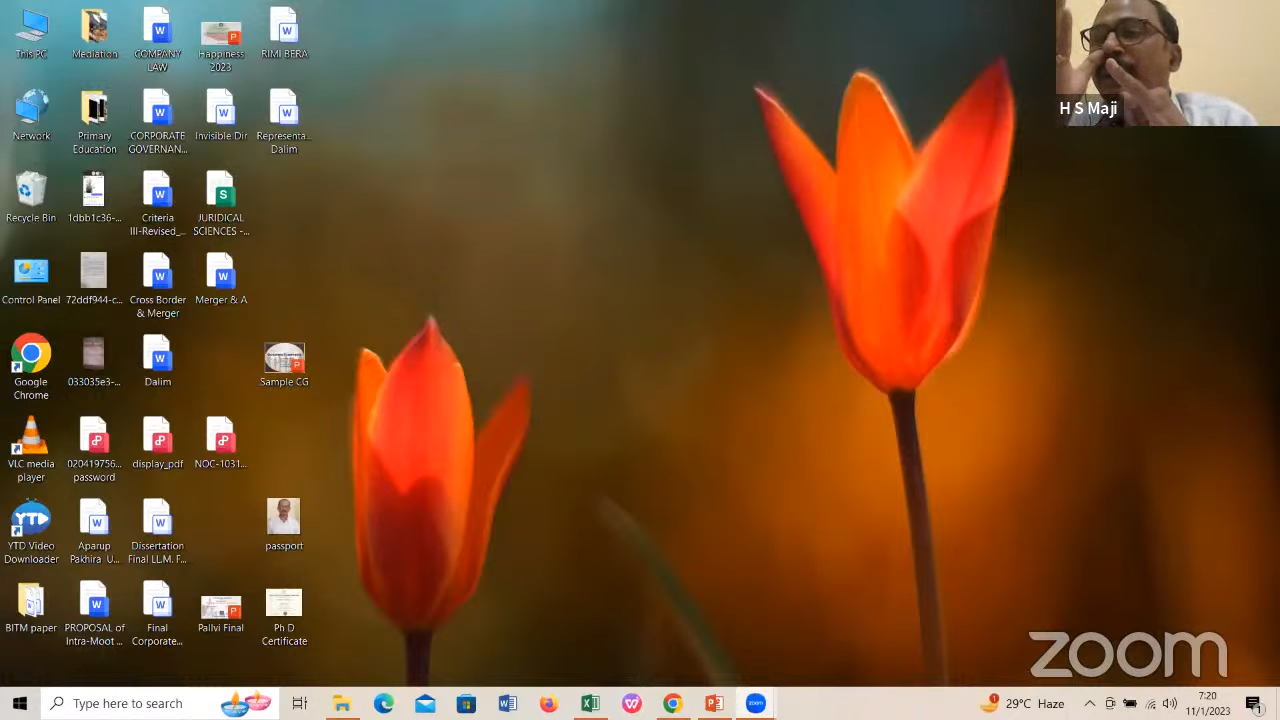 This PC
Mediation
COMPANY
LAW
Happiness
2023
RIMI BERA
Network
Primary
Education
CORPORATE
GOVERNAN...
Invisible Dir
Representa...
Dalim
Recycle Bin
1dbb1c36-...
Criteria
III-Revised_...
JURIDICAL
SCIENCES -...
Control Panel
72ddf944-c...
Cross Border
& Merger
Merger & A
Google
Chrome
033035e3-...
Dalim
Sample CG
VLC media
player
020419756...
password
display_pdf
NOC-1031...
YTD Video
Downloader
Aparup
Pakhira_U...
Dissertation
Final LL.M. F...
passport
BITM paper
PROPOSAL of
Intra-Moot ...
Final
Corporate...
Pallvi Final
Ph D
Certificate
H S Maji
zoom
Type here to search
zoom
29°C Haze
7:20
11/1/2023